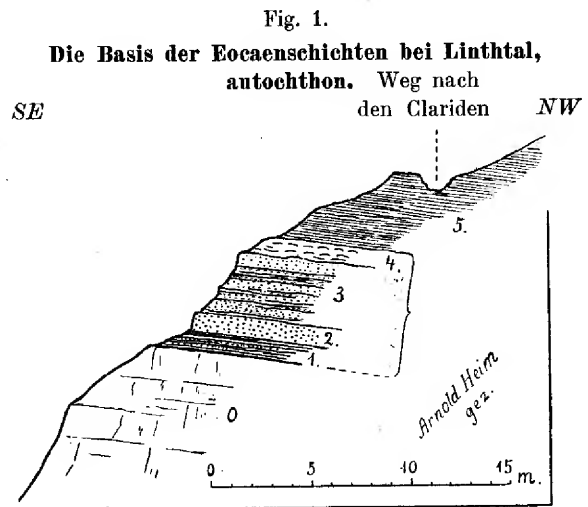 Fig. 1.
Die Basis der Eocaenschichten bei Linthtal,
autochthon. Weg nach
den Clariden
SE
NW
5.
4.
3
2.
1.
0
Arnold Heim
gez.
0 5 10 15 m.